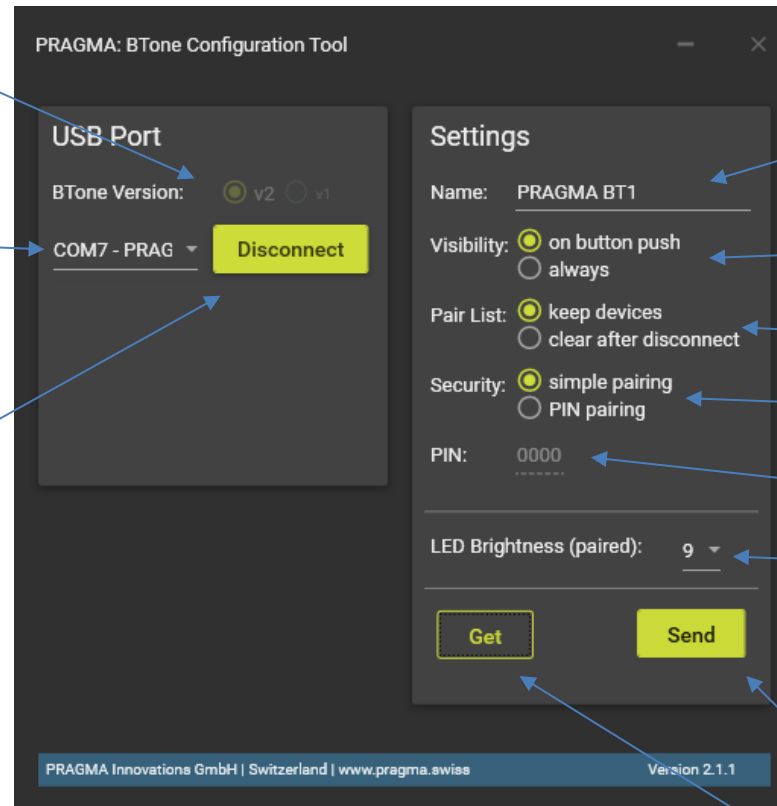 PRAGMA: BTone Configuration Tool
USB Port
BTone Version: v2 v1
COM7 - PRAG Disconnect
Settings
Name: PRAGMA BT1
Visibility: on button push
always
Pair List: keep devices
clear after disconnect
Security: simple pairing
PIN pairing
PIN: 0000
LED Brightness (paired): 9
Get Send
PRAGMA Innovations GmbH | Switzerland | www.pragma.swiss Version 2.1.1